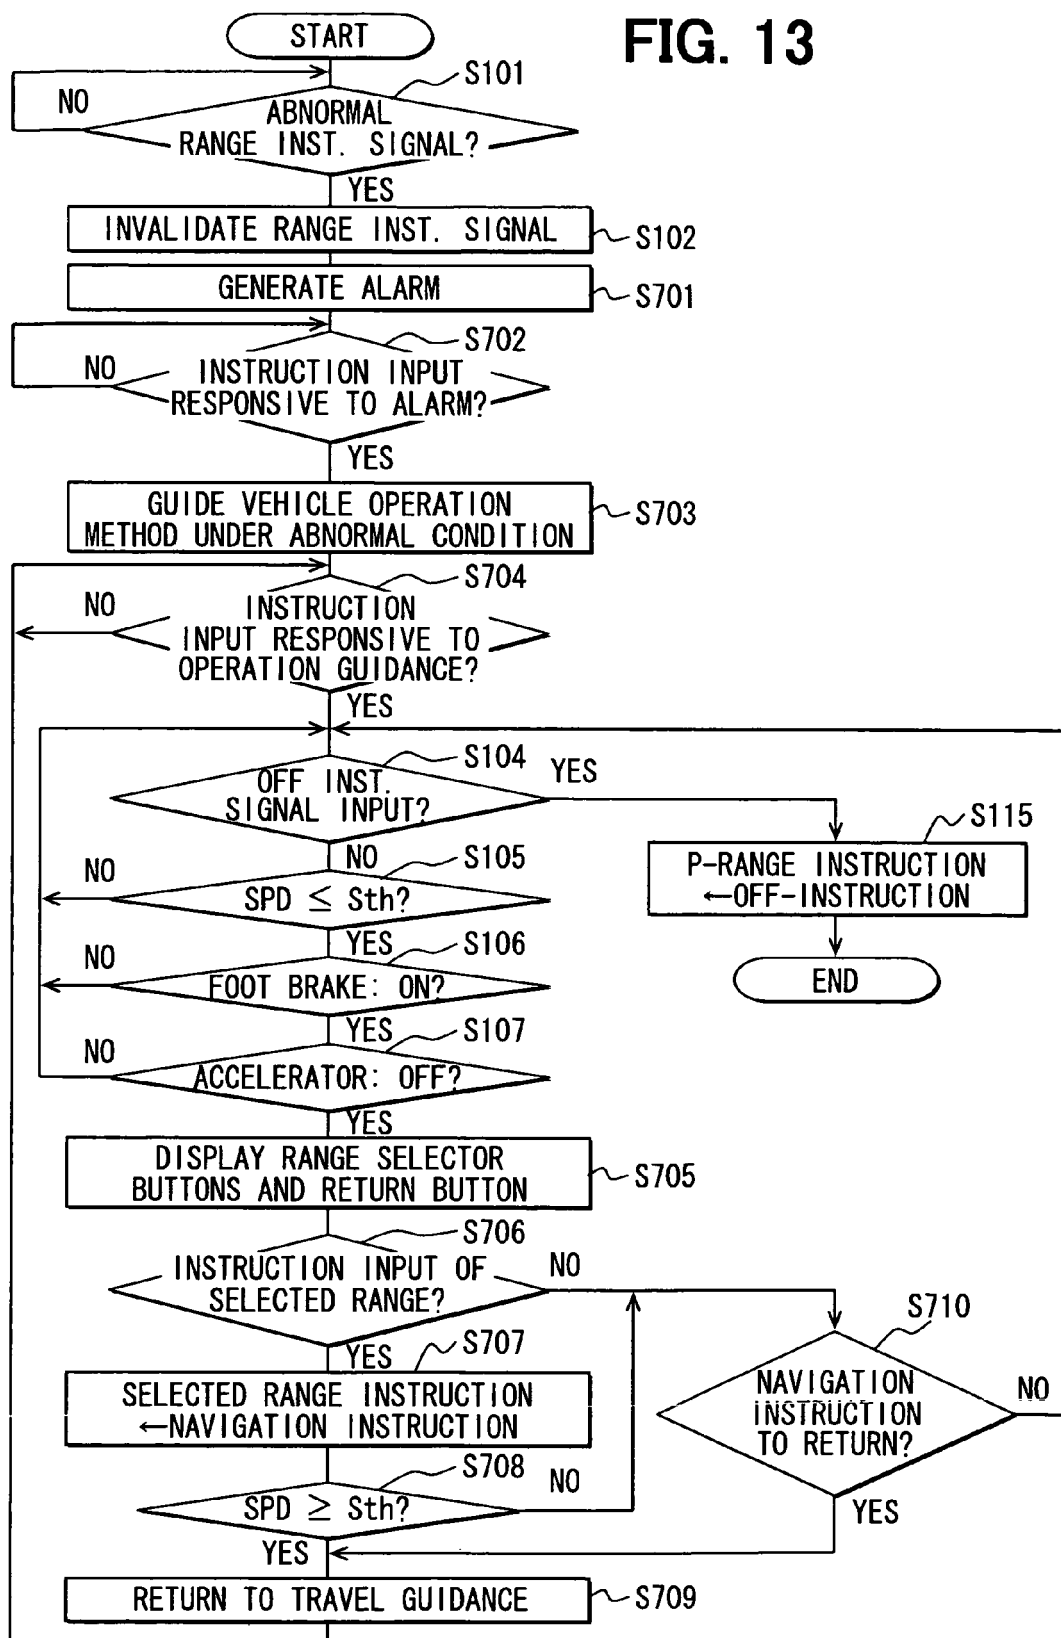 START
FIG. 13
S101
NO
ABNORMAL
RANGE INST. SIGNAL?
YES
INVALIDATE RANGE INST. SIGNAL
S102
GENERATE ALARM
S701
S702
NO
INSTRUCTION INPUT
RESPONSIVE TO ALARM?
YES
GUIDE VEHICLE OPERATION
METHOD UNDER ABNORMAL CONDITION
S703
S704
NO
INSTRUCTION
INPUT RESPONSIVE TO
OPERATION GUIDANCE?
YES
S104
OFF INST.
SIGNAL INPUT?
YES
NO
S115
P-RANGE INSTRUCTION
←OFF-INSTRUCTION
END
S105
NO
SPD ≤ Sth?
YES
S106
NO
FOOT BRAKE: ON?
YES
S107
NO
ACCELERATOR: OFF?
YES
DISPLAY RANGE SELECTOR
BUTTONS AND RETURN BUTTON
S705
S706
INSTRUCTION INPUT OF
SELECTED RANGE?
NO
YES
S707
SELECTED RANGE INSTRUCTION
←NAVIGATION INSTRUCTION
S710
NAVIGATION
INSTRUCTION
TO RETURN?
NO
YES
S708
SPD ≥ Sth?
NO
YES
RETURN TO TRAVEL GUIDANCE
S709